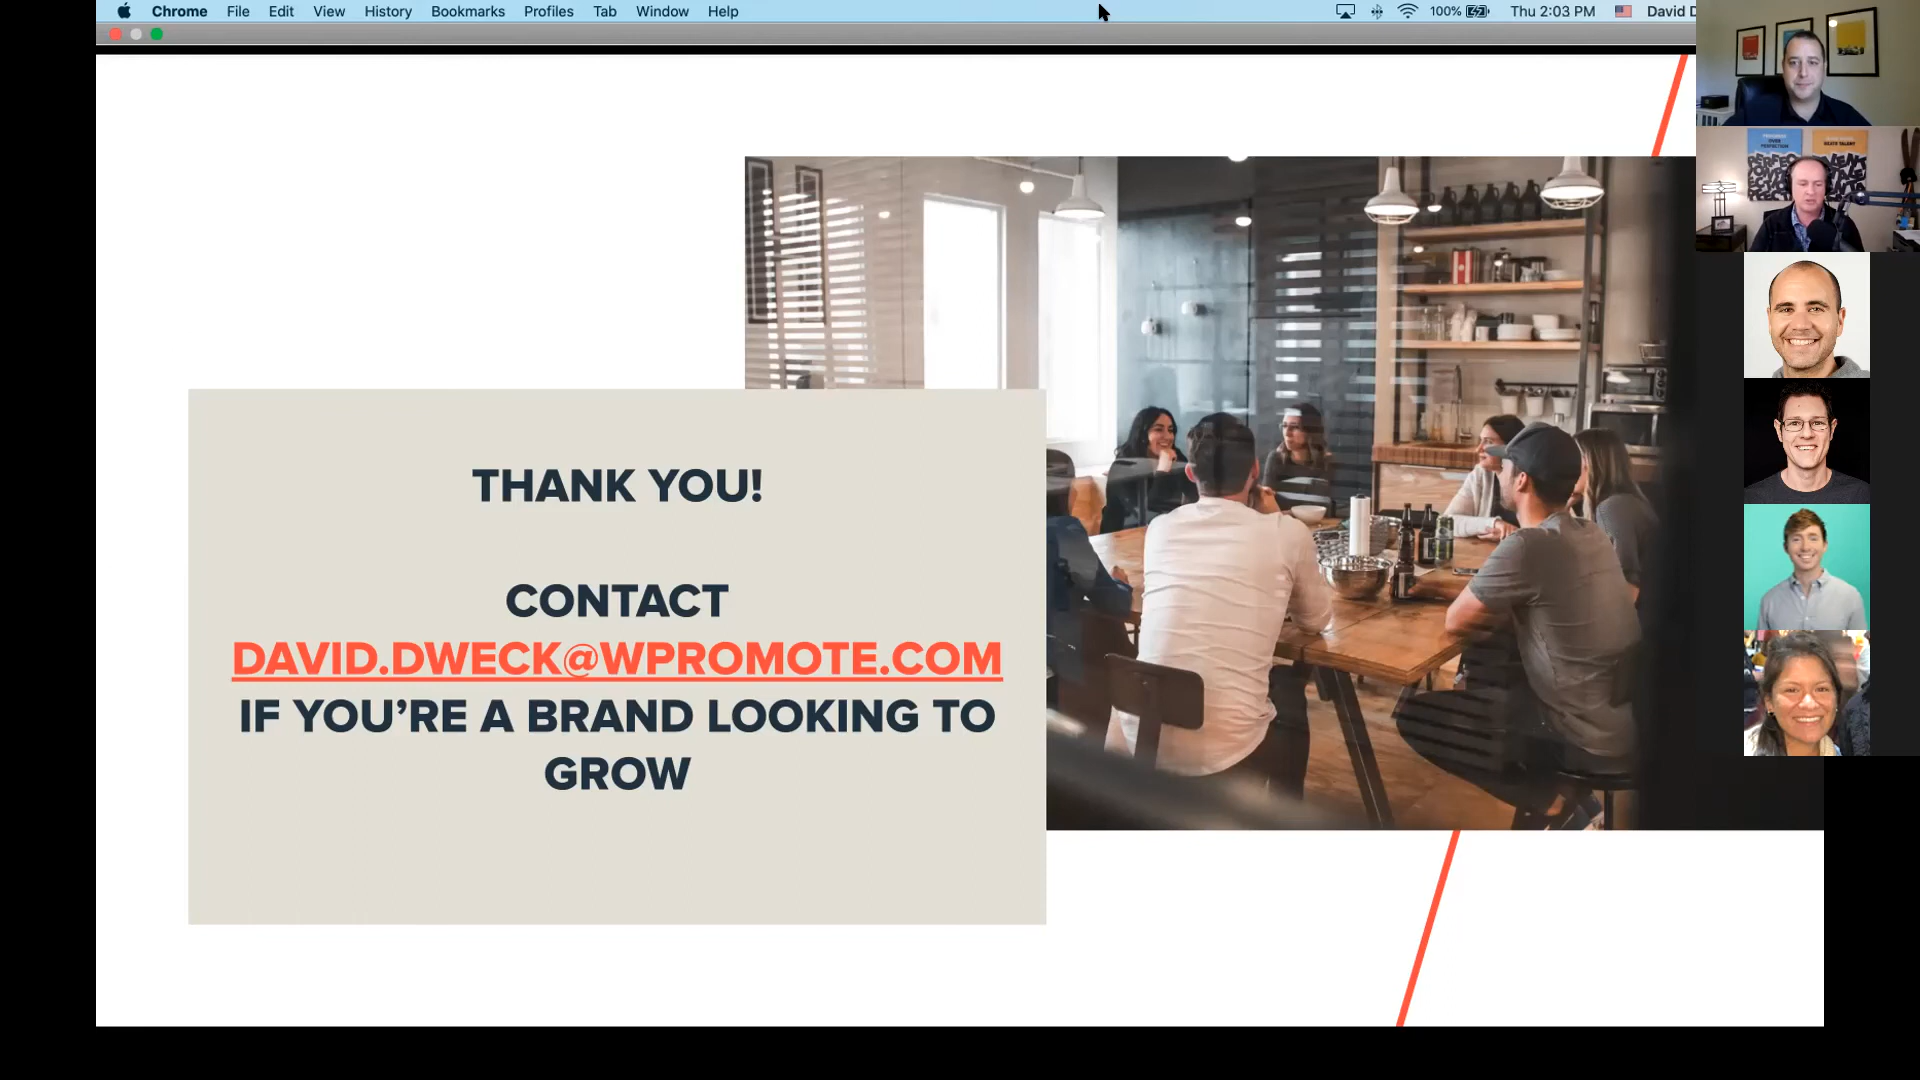 Chrome File Edit View History Bookmarks Profiles Tab Window Help
100% Thu 2:03 PM David D
THANK YOU!
CONTACT
DAVID.DWECK@WPROMOTE.COM
IF YOU’RE A BRAND LOOKING TO
GROW